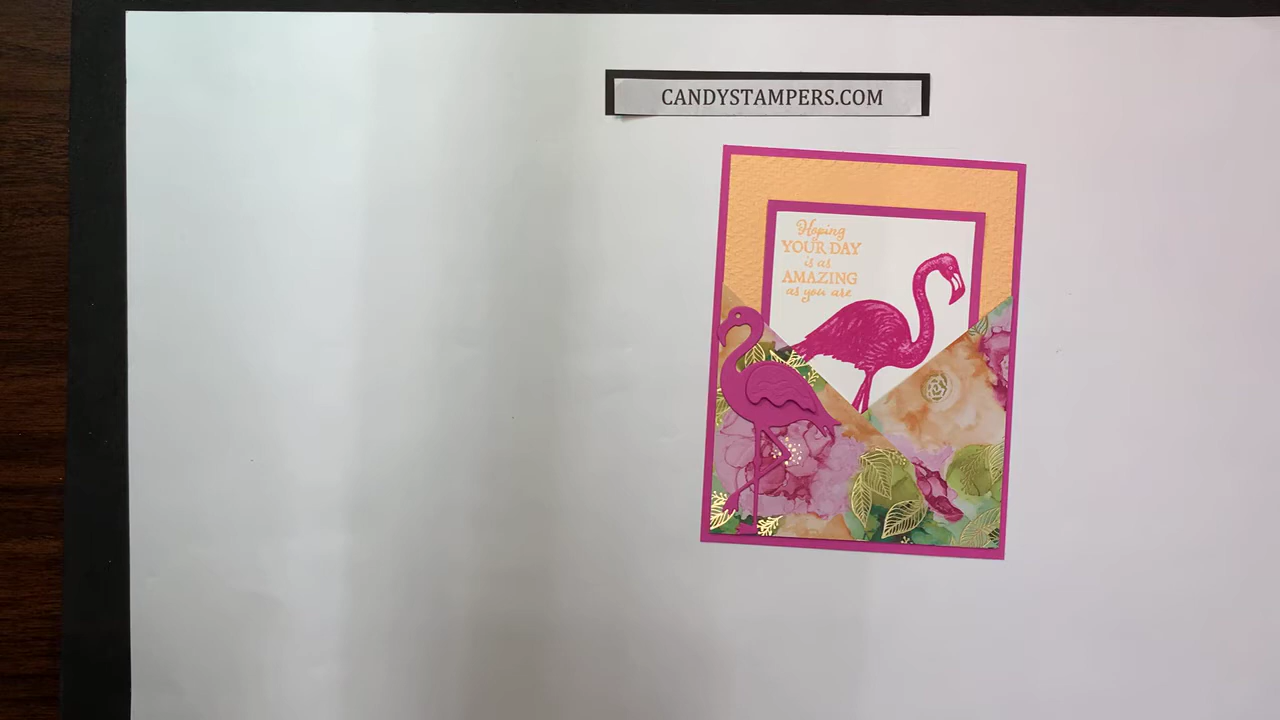 CANDYSTAMPERS.COM
Hoping
YOUR DAY
is as
AMAZING
as you are